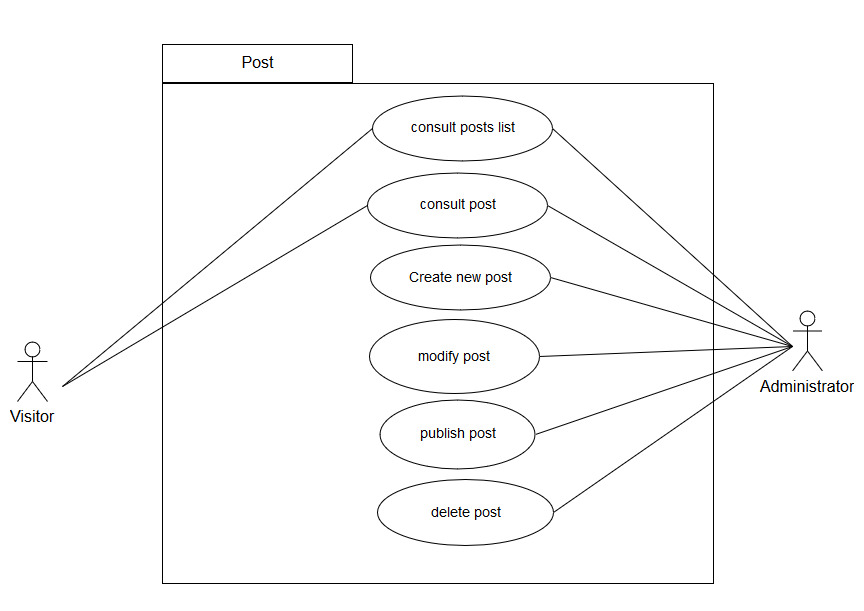 Post
consult posts list
consult post
Create new post
modify post
publish post
delete post
Visitor
Administrator